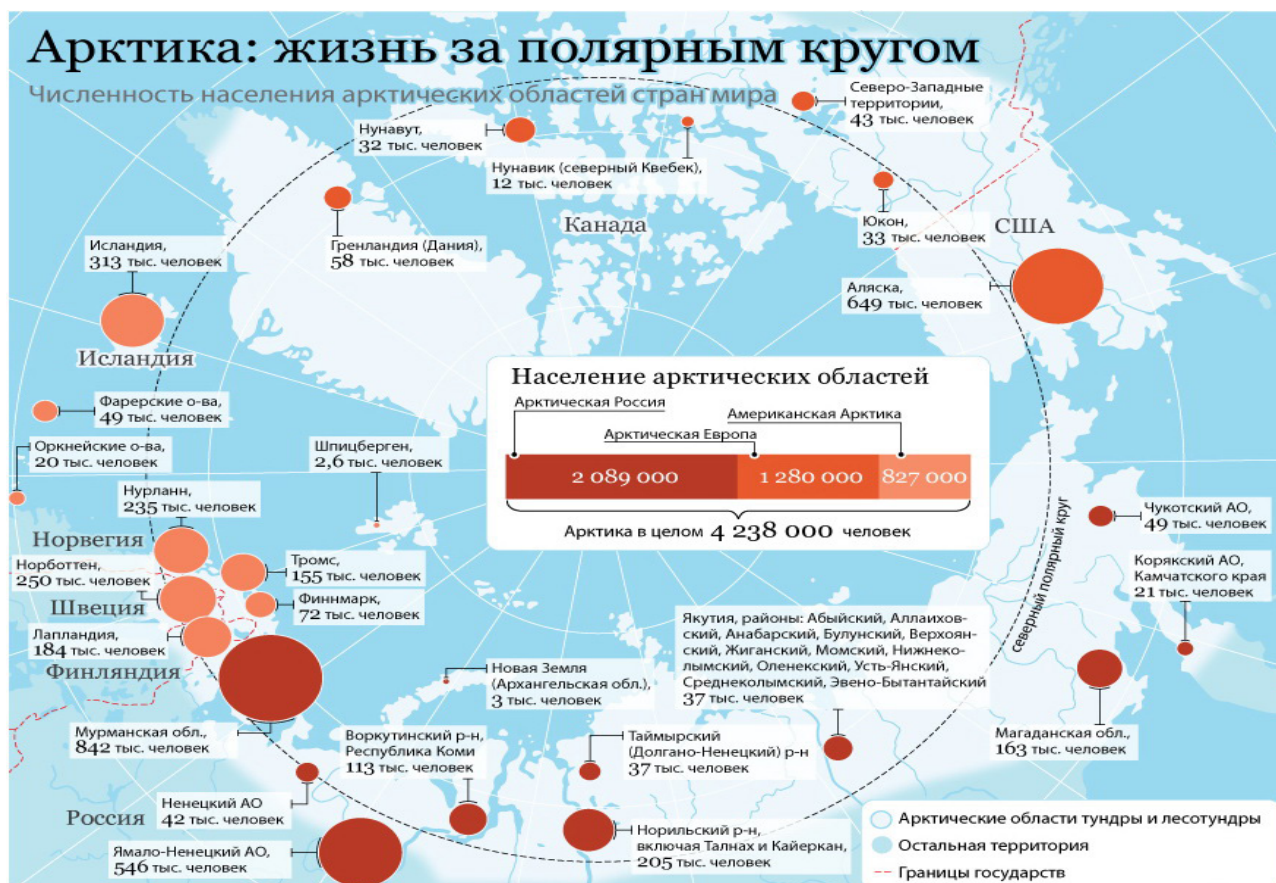 Арктика: жизнь за полярным кругом
Численность населения арктических областей стран мира
Северо-Западные
территории,
43 тыс. человек
Нунавут,
32 тыс. человек
Нунавик (северный Квебек),
12 тыс. человек
Канада
Юкон,
33 тыс. человек
США
Исландия,
313 тыс. человек
Гренландия (Дания),
58 тыс. человек
Аляска,
649 тыс. человек
Исландия
Население арктических областей
Арктическая Россия
Американская Арктика
Арктическая Европа
2 089 000
1 280 000
827 000
Арктика в целом 4 238 000 человек
Фарерские о-ва,
49 тыс. человек
Оркнейские о-ва,
20 тыс. человек
Шпицберген,
2,6 тыс. человек
Нурланн,
235 тыс. человек
Норвегия
Норботтен,
250 тыс. человек
Тромс,
155 тыс. человек
Швеция
Финнмарк,
72 тыс. человек
Лапландия,
184 тыс. человек
Финляндия
северный полярный круг
Чукотский АО,
49 тыс. человек
Корякский АО,
Камчатского края
21 тыс. человек
Якутия, районы: Абыйский, Аллаихов-
ский, Анабарский, Булунский, Верхоян-
ский, Жиганский, Момский, Нижнеко-
лымский, Оленекский, Усть-Янский,
Среднеколымский, Эвено-Бытантайский
37 тыс. человек
Новая Земля
(Архангельская обл.),
3 тыс. человек
Мурманская обл.,
842 тыс. человек
Воркутинский р-н,
Республика Коми
113 тыс. человек
Таймырский
(Долгано-Ненецкий) р-н
37 тыс. человек
Магаданская обл.,
163 тыс. человек
Ненецкий АО
42 тыс. человек
Россия
Ямало-Ненецкий АО,
546 тыс. человек
Норильский р-н,
включая Талнах и Кайеркан,
205 тыс. человек
Арктические области тундры и лесотундры
Остальная территория
Границы государств